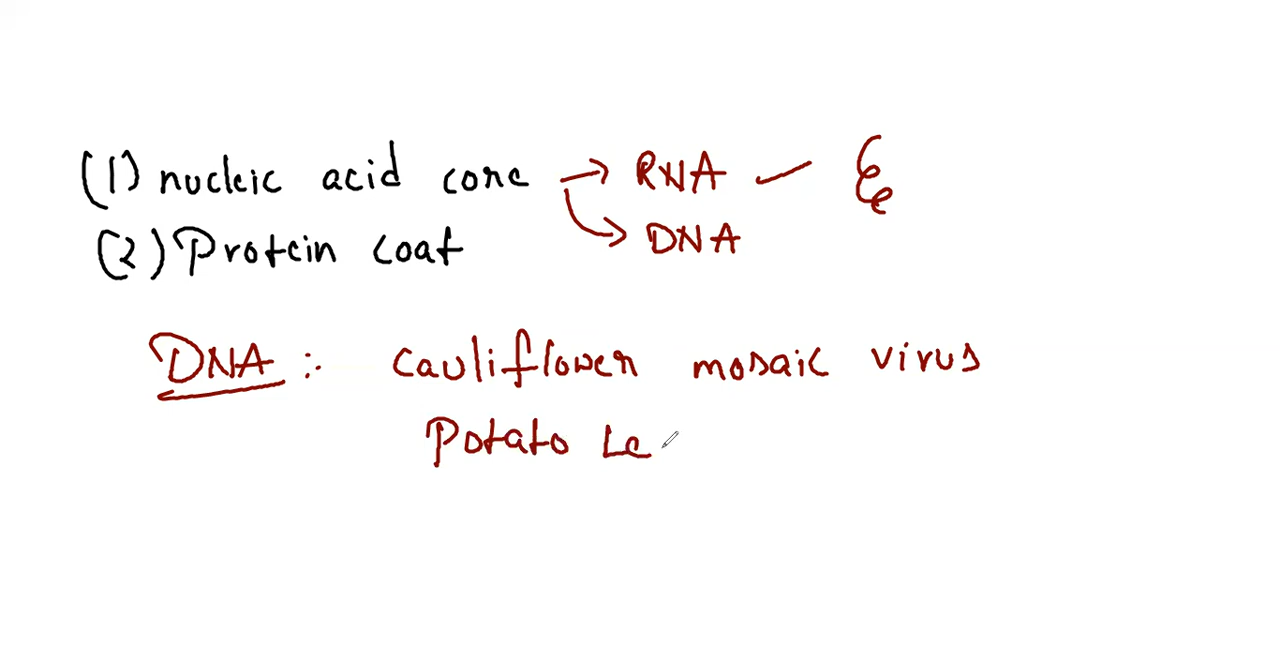 (1) nucleic acid core → RNA ✓
(2) Protein coat → DNA
DNA : cauliflower mosaic virus
Potato Le